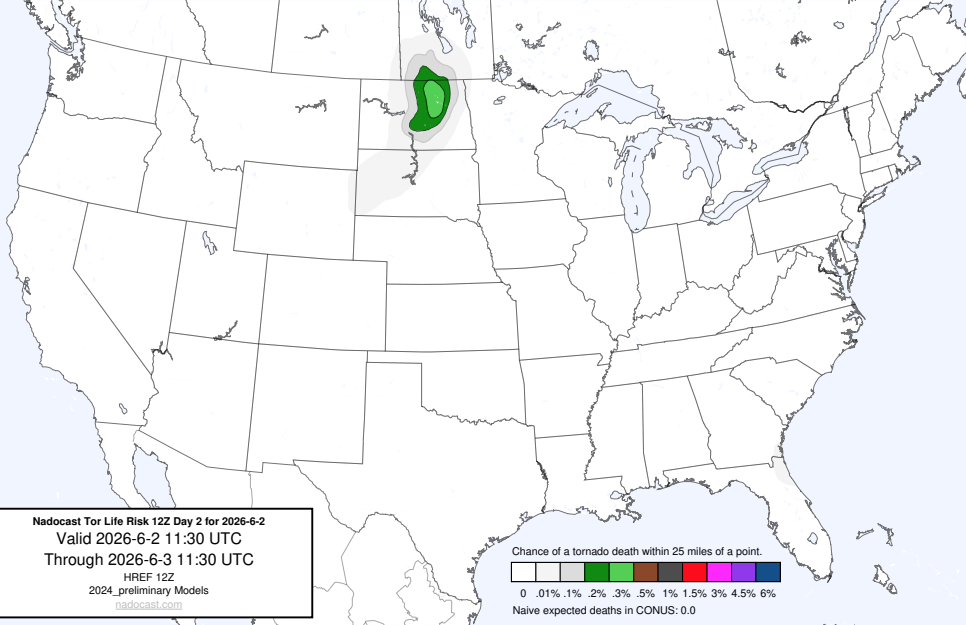 Nadocast Tor Life Risk 12Z Day 2 for 2026-6-2
Valid 2026-6-2 11:30 UTC
Through 2026-6-3 11:30 UTC
HREF 12Z
2024_preliminary Models
nadocast.com
Chance of a tornado death within 25 miles of a point.
0 .01% .1% .2% .3% .5% 1% 1.5% 3% 4.5% 6%
Naive expected deaths in CONUS: 0.0